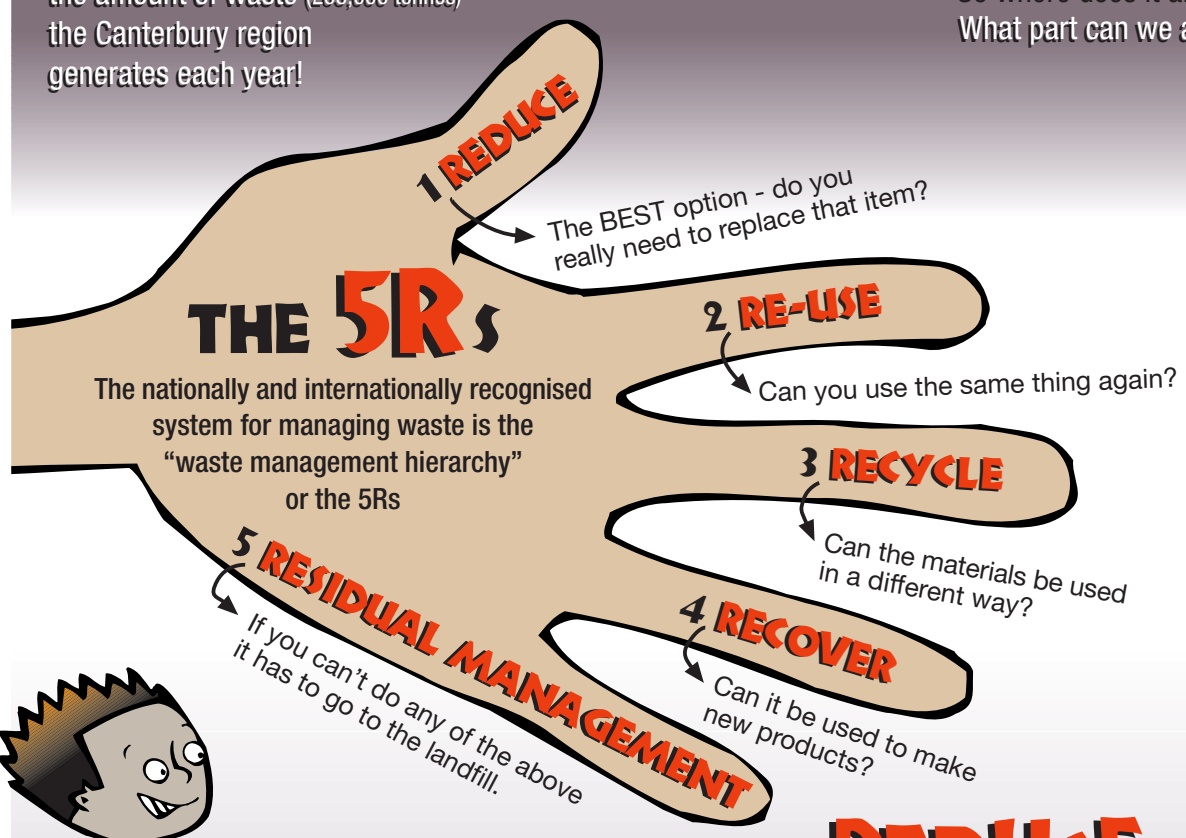 the Canterbury region
generates each year!
What part can we a
1 REDUCE
The BEST option - do you
really need to replace that item?
THE 5Rs
The nationally and internationally recognised
system for managing waste is the
“waste management hierarchy”
or the 5Rs
2 RE-USE
Can you use the same thing again?
3 RECYCLE
Can the materials be used
in a different way?
4 RECOVER
Can it be used to make
new products?
5 RESIDUAL MANAGEMENT
If you can't do any of the above
it has to go to the landfill.